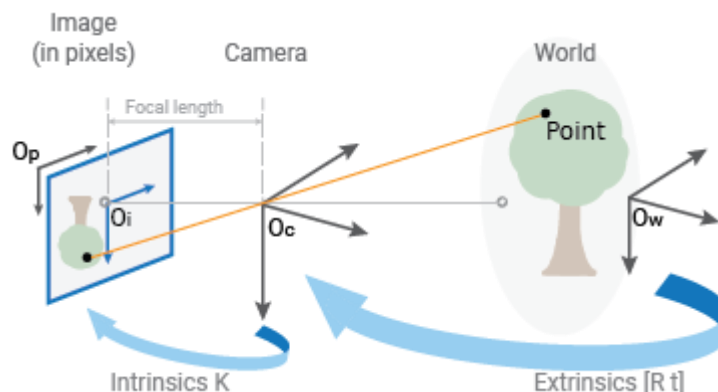 Image
(in pixels)
Camera
World
Focal length
Op
Point
Oi
Oc
Ow
Intrinsics K
Extrinsics [R t]